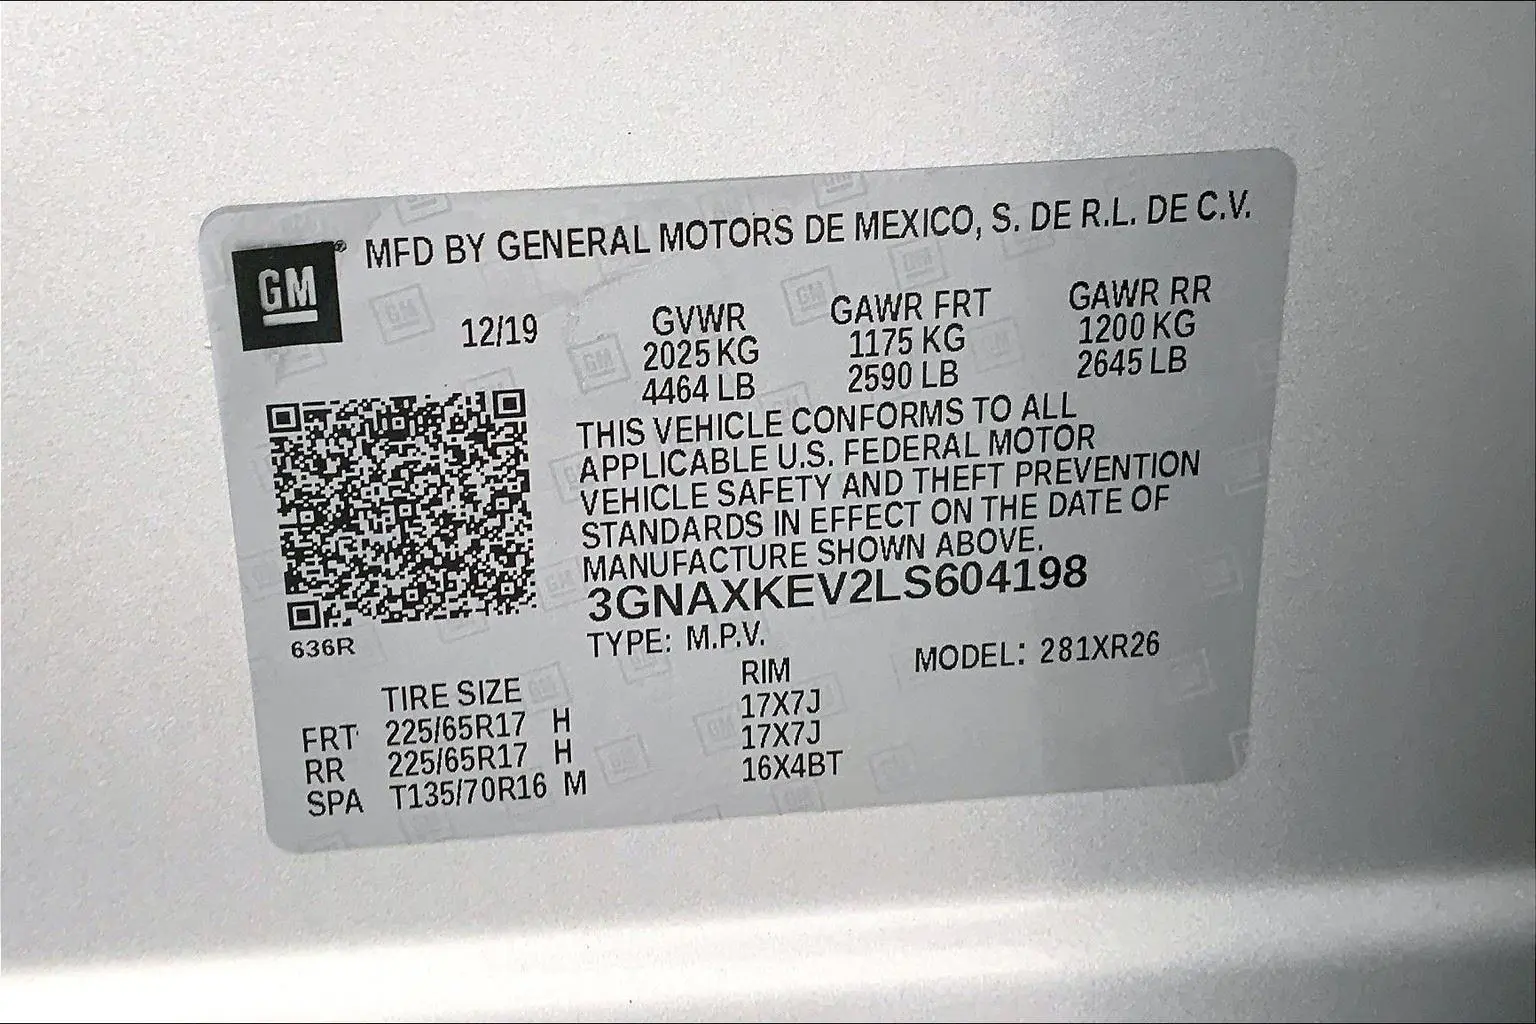 GM ® MFD BY GENERAL MOTORS DE MEXICO, S. DE R.L. DE C.V.
12/19 GVWR GAWR FRT GAWR RR
2025 KG 1175 KG 1200 KG
4464 LB 2590 LB 2645 LB
THIS VEHICLE CONFORMS TO ALL
APPLICABLE U.S. FEDERAL MOTOR
VEHICLE SAFETY AND THEFT PREVENTION
STANDARDS IN EFFECT ON THE DATE OF
MANUFACTURE SHOWN ABOVE.
3GNAXKEV2LS604198
636R
TYPE: M.P.V. MODEL: 281XR26
TIRE SIZE RIM
FRT 225/65R17 H 17X7J
RR 225/65R17 H 17X7J
SPA T135/70R16 M 16X4BT